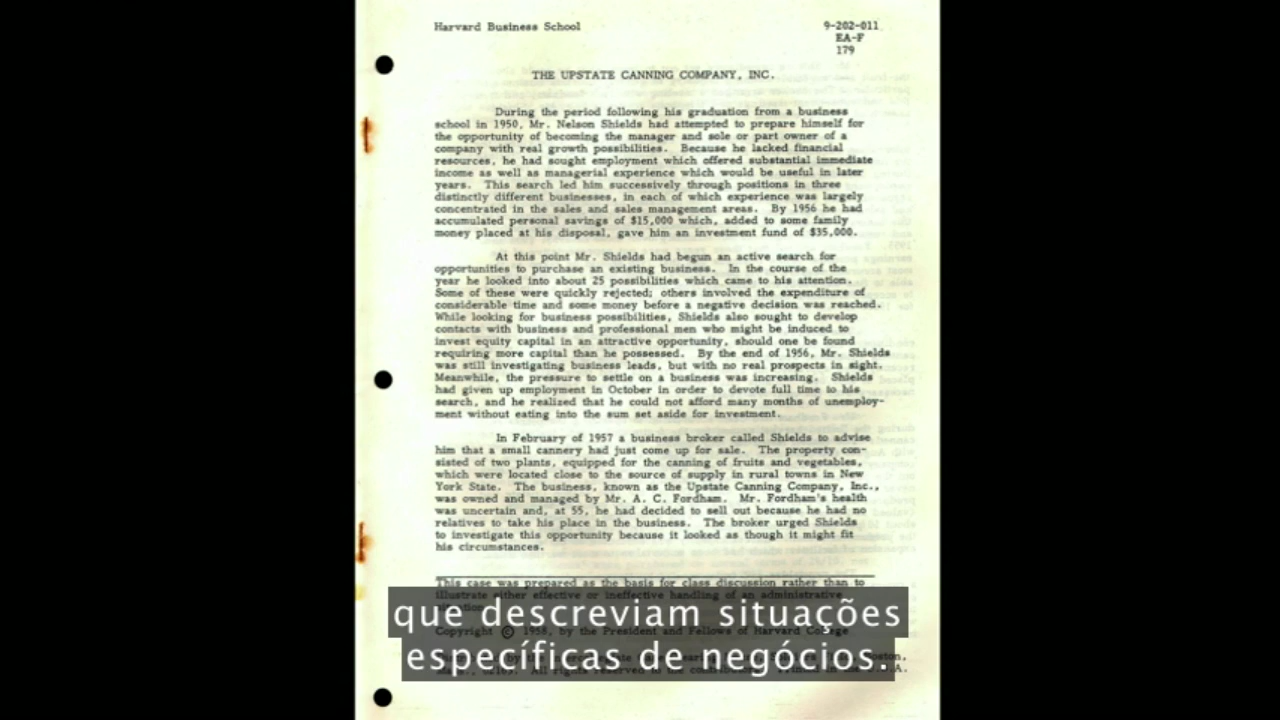 Harvard Business School
9-202-011
EA-F
179
THE UPSTATE CANNING COMPANY, INC.
During the period following his graduation from a business
school in 1950, Mr. Nelson Shields had attempted to prepare himself for
the opportunity of becoming the manager and sole or part owner of a
company with real growth possibilities. Because he lacked financial
resources, he had sought employment which offered substantial immediate
income as well as managerial experience which would be useful in later
years. This search led him successively through positions in three
distinctly different businesses, in each of which experience was largely
concentrated in the sales and sales management areas. By 1956 he had
accumulated personal savings of $15,000 which, added to some family
money placed at his disposal, gave him an investment fund of $35,000.
At this point Mr. Shields had begun an active search for
opportunities to purchase an existing business. In the course of the
year he looked into about 25 possibilities which came to his attention.
Some of these were quickly rejected; others involved the expenditure of
considerable time and some money before a negative decision was reached.
While looking for business possibilities, Shields also sought to develop
contacts with business and professional men who might be induced to
invest equity capital in an attractive opportunity, should one be found
requiring more capital than he possessed. By the end of 1956, Mr. Shields
was still investigating business leads, but with no real prospects in sight.
Meanwhile, the pressure to settle on a business was increasing. Shields
had given up employment in October in order to devote full time to his
search, and he realized that he could not afford many months of unemploy-
ment without eating into the sum set aside for investment.
In February of 1957 a business broker called Shields to advise
him that a small cannery had just come up for sale. The property con-
sisted of two plants, equipped for the canning of fruits and vegetables,
which were located close to the source of supply in rural towns in New
York State. The business, known as the Upstate Canning Company, Inc.,
was owned and managed by Mr. A. C. Fordham. Mr. Fordham's health
was uncertain and, at 55, he had decided to sell out because he had no
relatives to take his place in the business. The broker urged Shields
to investigate this opportunity because it looked as though it might fit
his circumstances.
This case was prepared as the basis for class discussion rather than to
illustrate either effective or ineffective handling of an administrative
que descreviam situações
Copyright © 1958, by the President and Fellows of Harvard College
específicas de negócios.